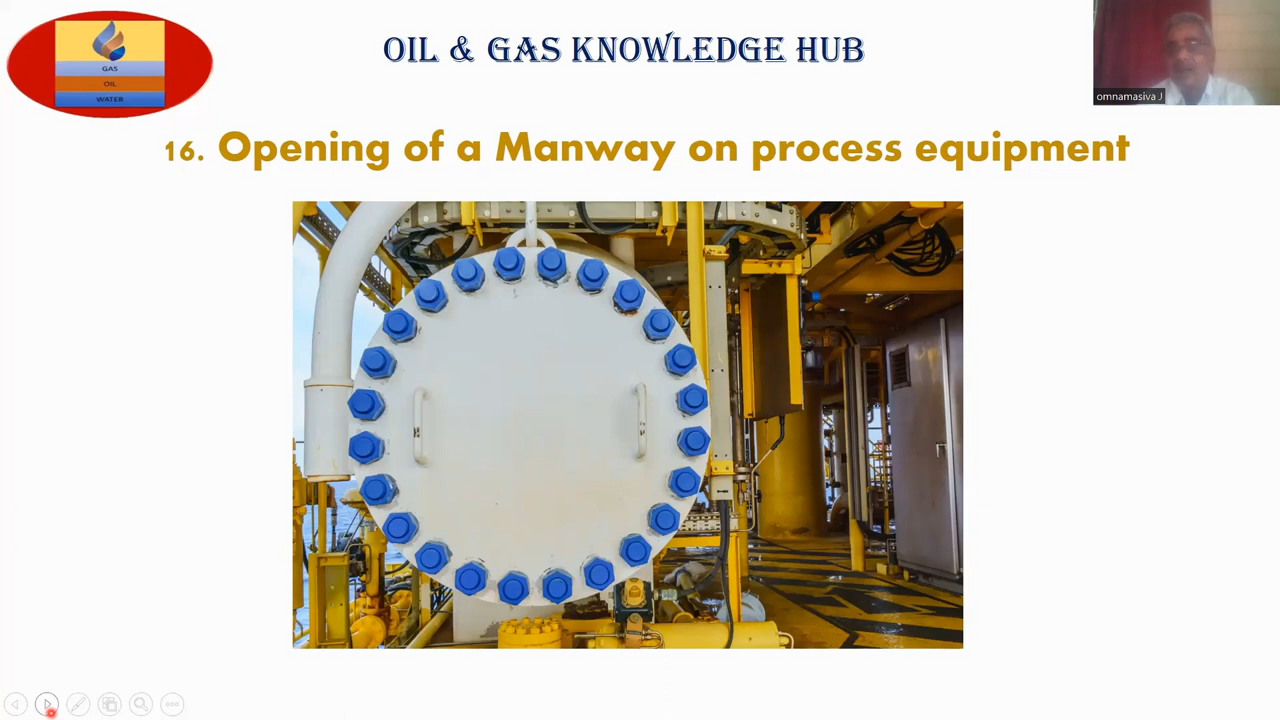 GAS
OIL
WATER
OIL & GAS KNOWLEDGE HUB
omnamasiva J
16. Opening of a Manway on process equipment